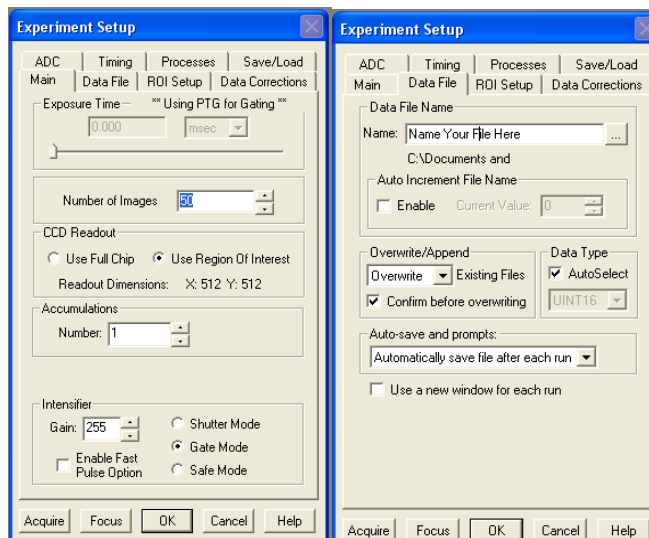 Experiment Setup
ADC Timing Processes Save/Load
Main Data File ROI Setup Data Corrections
Exposure Time ** Using PTG for Gating **
0.000 msec
Number of Images 50
CCD Readout
Use Full Chip Use Region Of Interest
Readout Dimensions: X: 512 Y: 512
Accumulations
Number: 1
Intensifier
Gain: 255
Shutter Mode
Gate Mode
Enable Fast
Pulse Option
Safe Mode
Acquire Focus OK Cancel Help
Experiment Setup
ADC Timing Processes Save/Load
Main Data File ROI Setup Data Corrections
Data File Name
Name: Name Your File Here ...
C:\Documents and
Auto Increment File Name
Enable Current Value: 0
Overwrite/Append
Overwrite Existing Files
Confirm before overwriting
Data Type
AutoSelect
UINT16
Auto-save and prompts:
Automatically save file after each run
Use a new window for each run
Acquire Focus OK Cancel Help